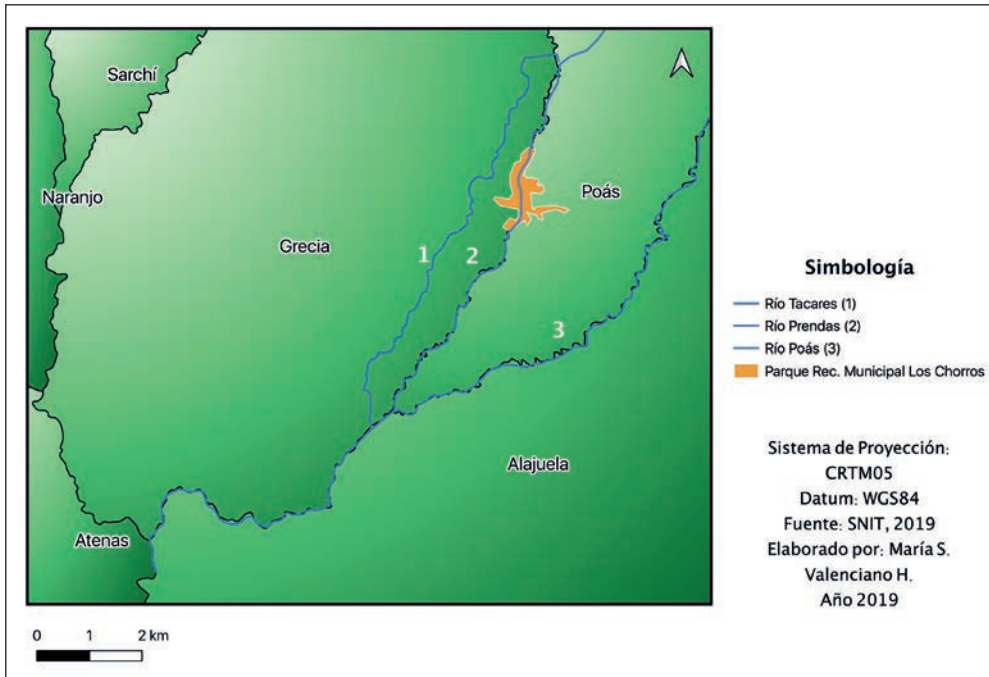 Sarchí
Naranjo
Grecia
Poás
1
2
3
Alajuela
Atenas
0 1 2 km
Simbología
Río Tacares (1)
Río Prendas (2)
Río Poás (3)
Parque Rec. Municipal Los Chorros
Sistema de Proyección:
CRTM05
Datum: WGS84
Fuente: SNIT, 2019
Elaborado por: María S.
Valenciano H.
Año 2019